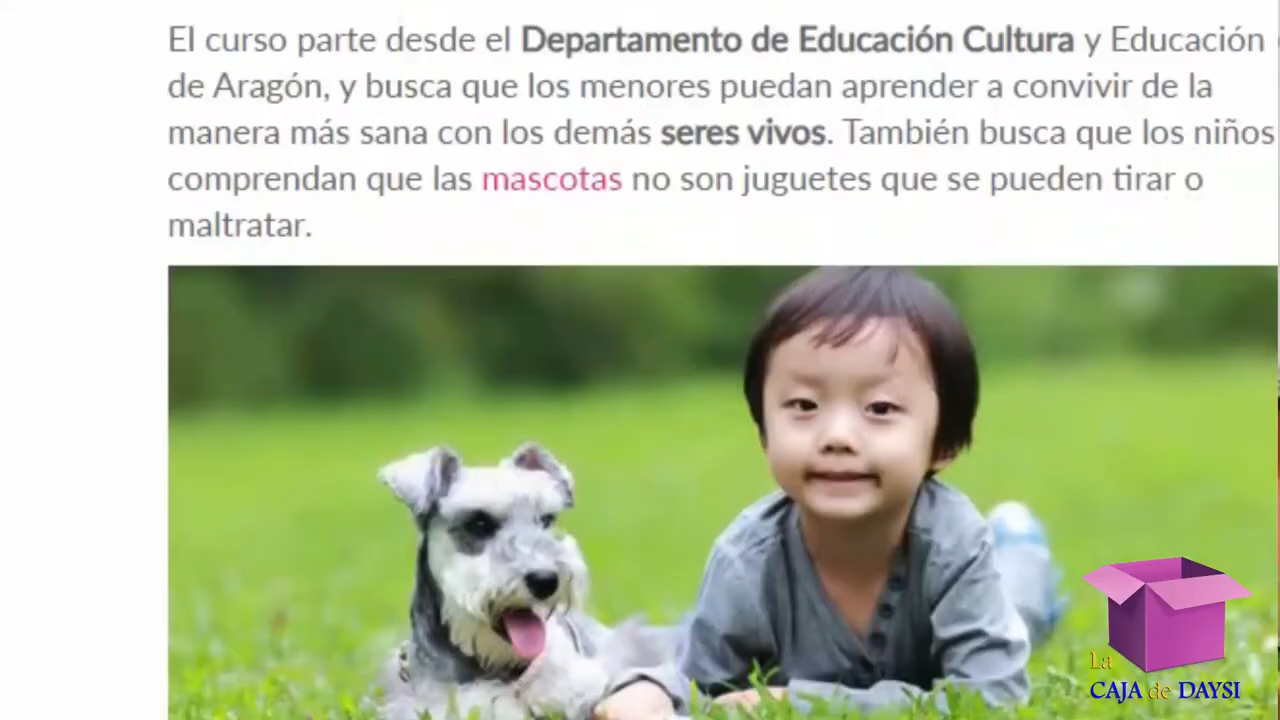 El curso parte desde el Departamento de Educación Cultura y Educación
de Aragón, y busca que los menores puedan aprender a convivir de la
manera más sana con los demás seres vivos. También busca que los niños
comprendan que las mascotas no son juguetes que se pueden tirar o
maltratar.
La
CAJA de DAYSI